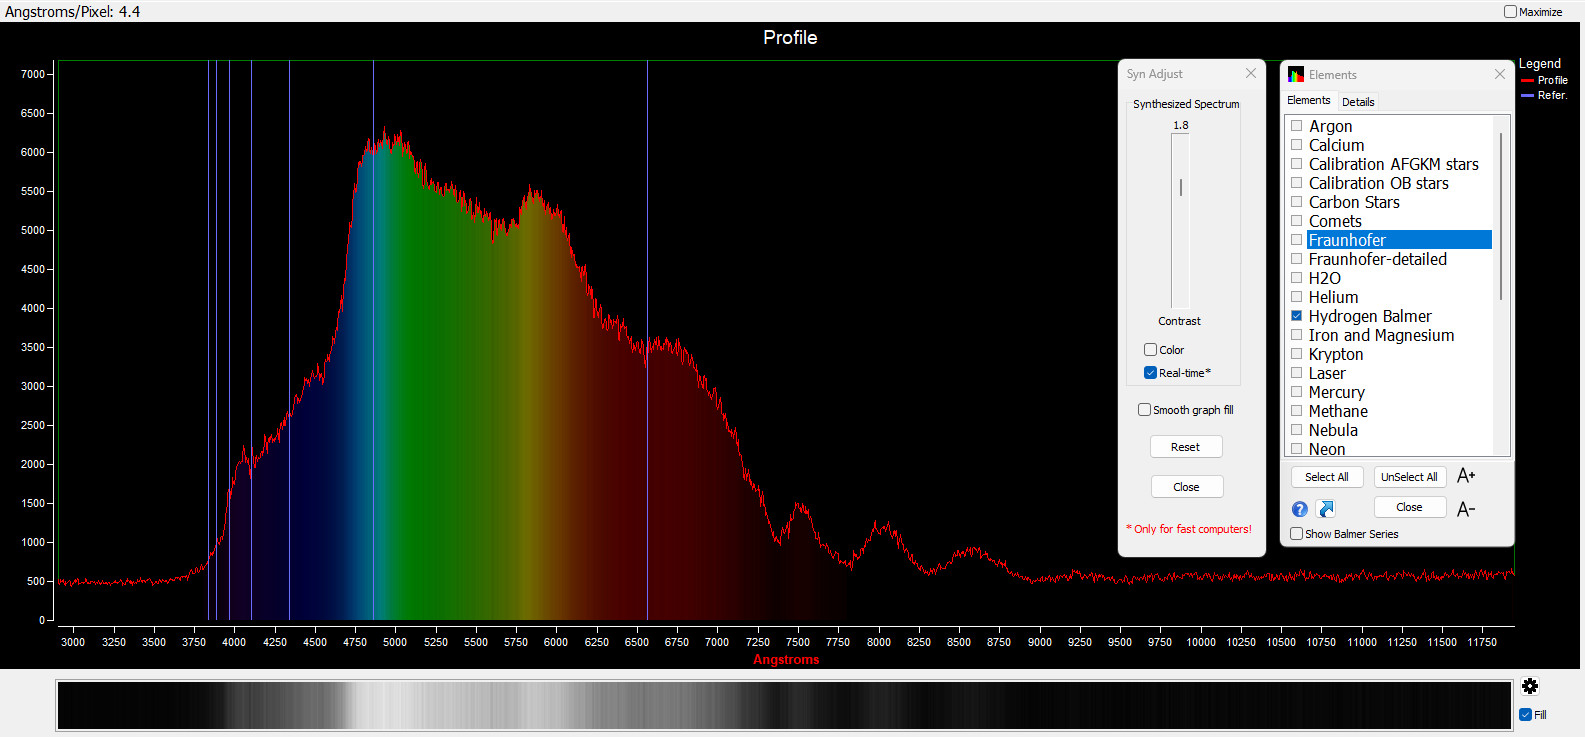 Angstroms/Pixel: 4.4
Maximize
Profile
7000
6500
6000
5500
5000
4500
4000
3500
3000
2500
2000
1500
1000
500
0
3000 3250 3500 3750 4000 4250 4500 4750 5000 5250 5500 5750 6000 6250 6500 6750 7000 7250 7500 7750 8000 8250 8500 8750 9000 9250 9500 9750 10000 10250 10500 10750 11000 11250 11500 11750
Angstroms
Syn Adjust
Synthesized Spectrum
1.8
Contrast
Color
Real-time*
Smooth graph fill
Reset
Close
* Only for fast computers!
Elements
Elements Details
Argon
Calcium
Calibration AFGKM stars
Calibration OB stars
Carbon Stars
Comets
Fraunhofer
Fraunhofer-detailed
H2O
Helium
Hydrogen Balmer
Iron and Magnesium
Krypton
Laser
Mercury
Methane
Nebula
Neon
Select All UnSelect All A+
? Close A-
Show Balmer Series
Legend
Profile
Refer.
Fill